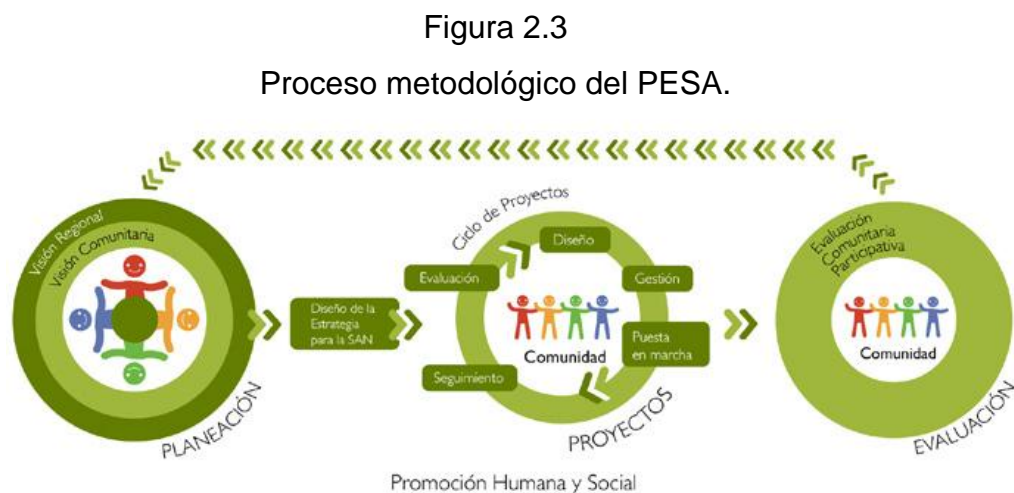 Figura 2.3
Proceso metodológico del PESA.
Visión Regional
Visión Comunitaria
PLANEACIÓN
Diseño de la
Estrategia
para la SAN
Ciclo de Proyectos
Diseño
Evaluación
Gestión
Puesta
en marcha
Seguimiento
Comunidad
PROYECTOS
Evaluación
Comunitaria
Participativa
Comunidad
EVALUACIÓN
Promoción Humana y Social